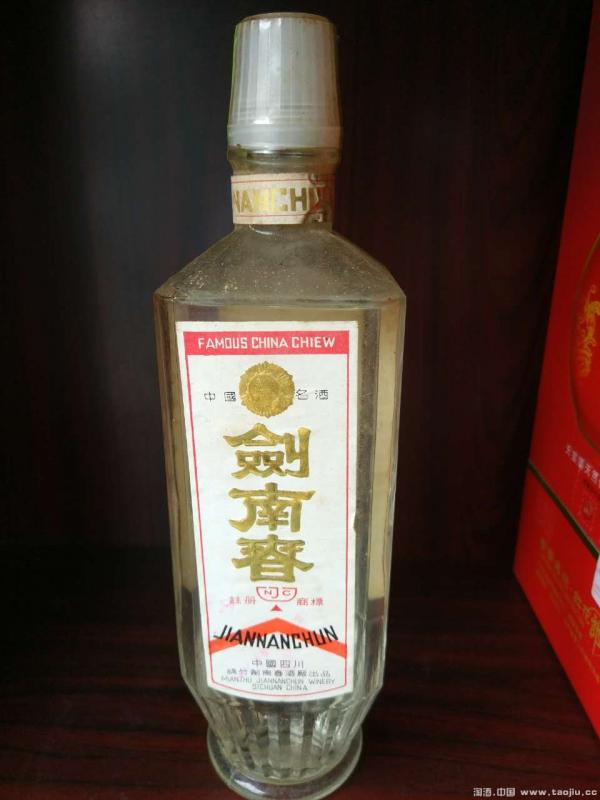 FAMOUS CHINA CHIEW
中國 名酒
劍南春
NJC
註册 商標
JIANNANCHUN
中國四川
綿竹劍南春酒廠出品
MIANZHU JIANNANCHUN WINERY
SICHUAN CHINA
淘酒.中国 www.taojiu.cc